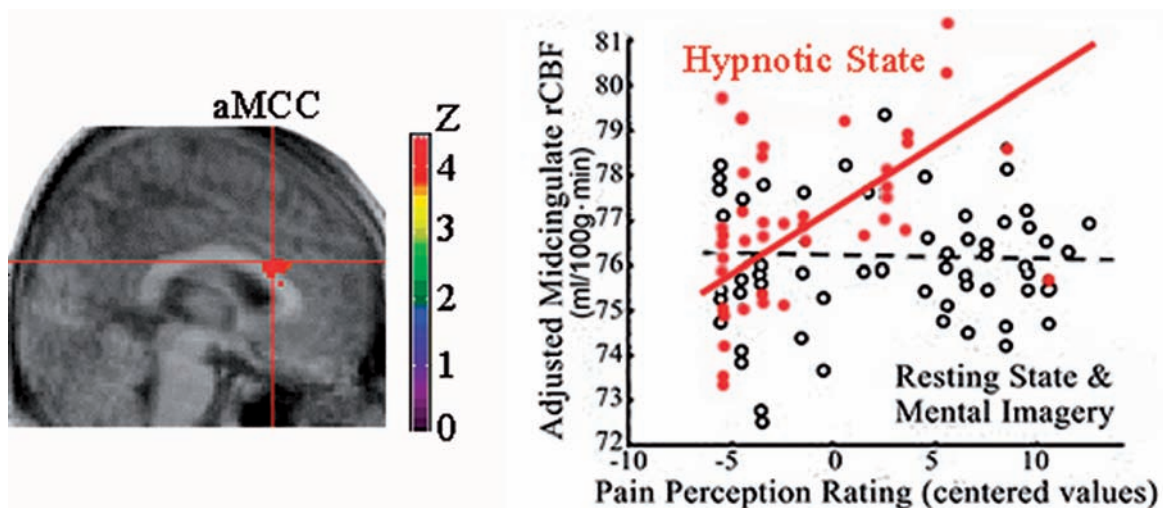 aMCC
Z
4
3
2
1
0
Adjusted Midcingulate rCBF
(ml/100g·min)
81
80
79
78
77
76
75
74
73
72
Hypnotic State
Resting State &
Mental Imagery
-10 -5 0 5 10
Pain Perception Rating (centered values)